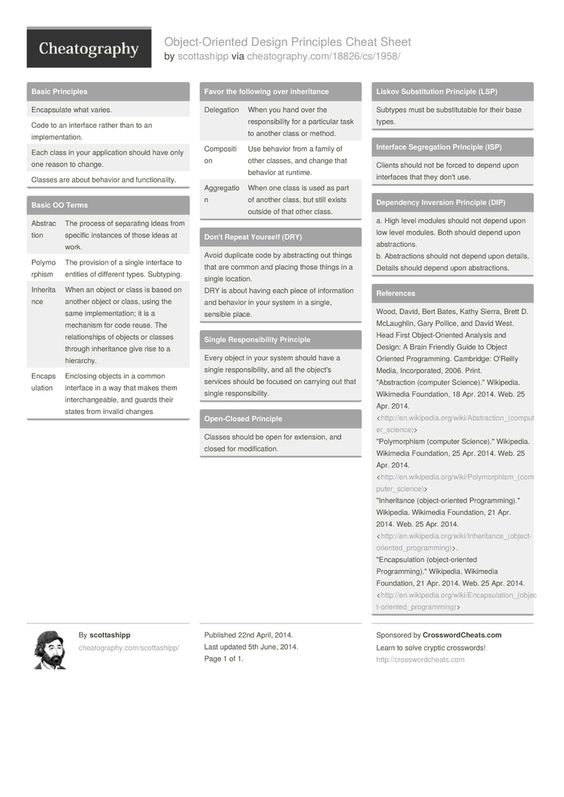 Cheatography
Object-Oriented Design Principles Cheat Sheet
by scottashipp via cheatography.com/18826/cs/1958/
Basic Principles
Encapsulate what varies.
Code to an interface rather than to an
implementation.
Each class in your application should have only
one reason to change.
Classes are about behavior and functionality.
Basic OO Terms
Abstrac The process of separating ideas from
tion specific instances of those ideas at
work.
Polymo The provision of a single interface to
rphism entities of different types. Subtyping.
Inherita When an object or class is based on
nce another object or class, using the
same implementation; it is a
mechanism for code reuse. The
relationships of objects or classes
through inheritance give rise to a
hierarchy.
Encaps Enclosing objects in a common
ulation interface in a way that makes them
interchangeable, and guards their
states from invalid changes
Favor the following over inheritance
Delegation When you hand over the
responsibility for a particular task
to another class or method.
Compositi Use behavior from a family of
on other classes, and change that
behavior at runtime.
Aggregatio When one class is used as part
n of another class, but still exists
outside of that other class.
Don't Repeat Yourself (DRY)
Avoid duplicate code by abstracting out things
that are common and placing those things in a
single location.
DRY is about having each piece of information
and behavior in your system in a single,
sensible place.
Single Responsibility Principle
Every object in your system should have a
single responsibility, and all the object's
services should be focused on carrying out that
single responsibility.
Open-Closed Principle
Classes should be open for extension, and
closed for modification.
Liskov Substitution Principle (LSP)
Subtypes must be substitutable for their base
types.
Interface Segregation Principle (ISP)
Clients should not be forced to depend upon
interfaces that they don't use.
Dependency Inversion Principle (DIP)
a. High level modules should not depend upon
low level modules. Both should depend upon
abstractions.
b. Abstractions should not depend upon details.
Details should depend upon abstractions.
References
Wood, David, Bert Bates, Kathy Sierra, Brett D.
McLaughlin, Gary Pollice, and David West.
Head First Object-Oriented Analysis and
Design: A Brain Friendly Guide to Object
Oriented Programming. Cambridge: O'Reilly
Media, Incorporated, 2006. Print.
"Abstraction (computer Science)." Wikipedia.
Wikimedia Foundation, 18 Apr. 2014. Web. 25
Apr. 2014.
<http://en.wikipedia.org/wiki/Abstraction_(comput
er_science)>
"Polymorphism (computer Science)." Wikipedia.
Wikimedia Foundation, 25 Apr. 2014. Web. 25
Apr. 2014.
<http://en.wikipedia.org/wiki/Polymorphism_(com
puter_science)>
"Inheritance (object-oriented Programming)."
Wikipedia. Wikimedia Foundation, 21 Apr.
2014. Web. 25 Apr. 2014.
<http://en.wikipedia.org/wiki/Inheritance_(object-
oriented_programming)>.
"Encapsulation (object-oriented
Programming)." Wikipedia. Wikimedia
Foundation, 21 Apr. 2014. Web. 25 Apr. 2014.
<http://en.wikipedia.org/wiki/Encapsulation_(objec
t-oriented_programming)>
By scottashipp
cheatography.com/scottashipp/
Published 22nd April, 2014.
Last updated 5th June, 2014.
Page 1 of 1.
Sponsored by CrosswordCheats.com
Learn to solve cryptic crosswords!
http://crosswordcheats.com